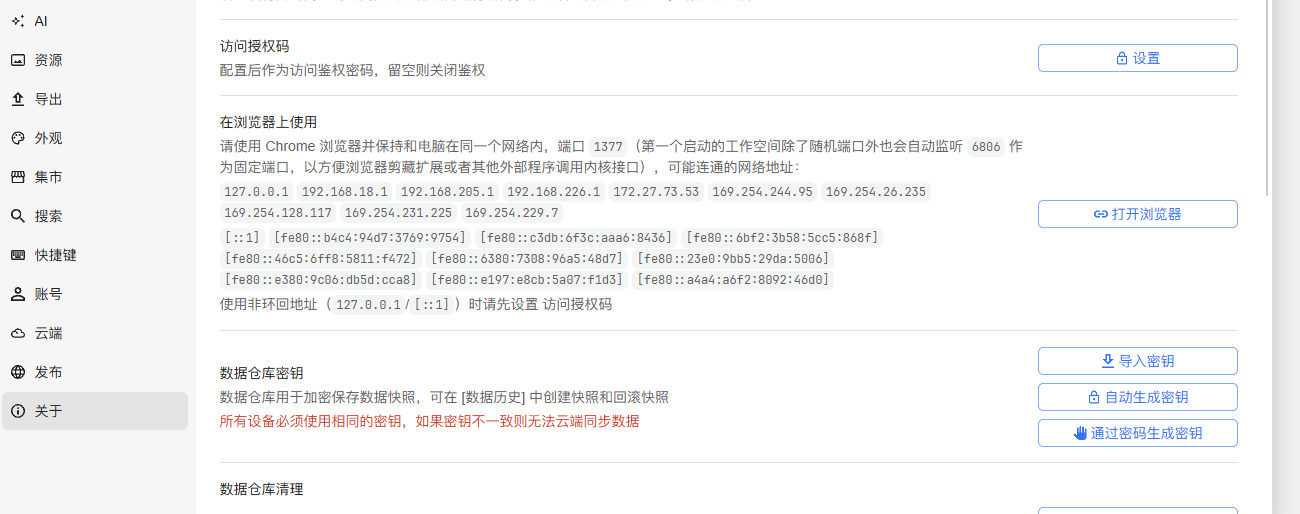 AI
资源
导出
外观
集市
搜索
快捷键
账号
云端
发布
关于
访问授权码
配置后作为访问鉴权密码，留空则关闭鉴权
设置
在浏览器上使用
请使用 Chrome 浏览器并保持和电脑在同一个网络内，端口 1377（第一个启动的工作空间除了随机端口外也会自动监听 6806 作
为固定端口，以方便浏览器剪藏扩展或者其他外部程序调用内核接口），可能连通的网络地址：
127.0.0.1 192.168.18.1 192.168.205.1 192.168.226.1 172.27.73.53 169.254.244.95 169.254.26.235
169.254.128.117 169.254.231.225 169.254.229.7
[::1] [fe80::b4c4:94d7:3769:9754] [fe80::c3db:6f3c:aaa6:8436] [fe80::6bf2:3b58:5cc5:868f]
[fe80::46c5:6ff8:5811:f472] [fe80::6380:7308:96a5:48d7] [fe80::23e0:9bb5:29da:5006]
[fe80::e380:9c06:db5d:cca8] [fe80::e197:e8cb:5a07:f1d3] [fe80::a4a4:a6f2:8092:46d0]
使用非环回地址（127.0.0.1/[::1]）时请先设置 访问授权码
打开浏览器
数据仓库密钥
数据仓库用于加密保存数据快照，可在 [数据历史] 中创建快照和回滚快照
所有设备必须使用相同的密钥，如果密钥不一致则无法云端同步数据
导入密钥
自动生成密钥
通过密码生成密钥
数据仓库清理